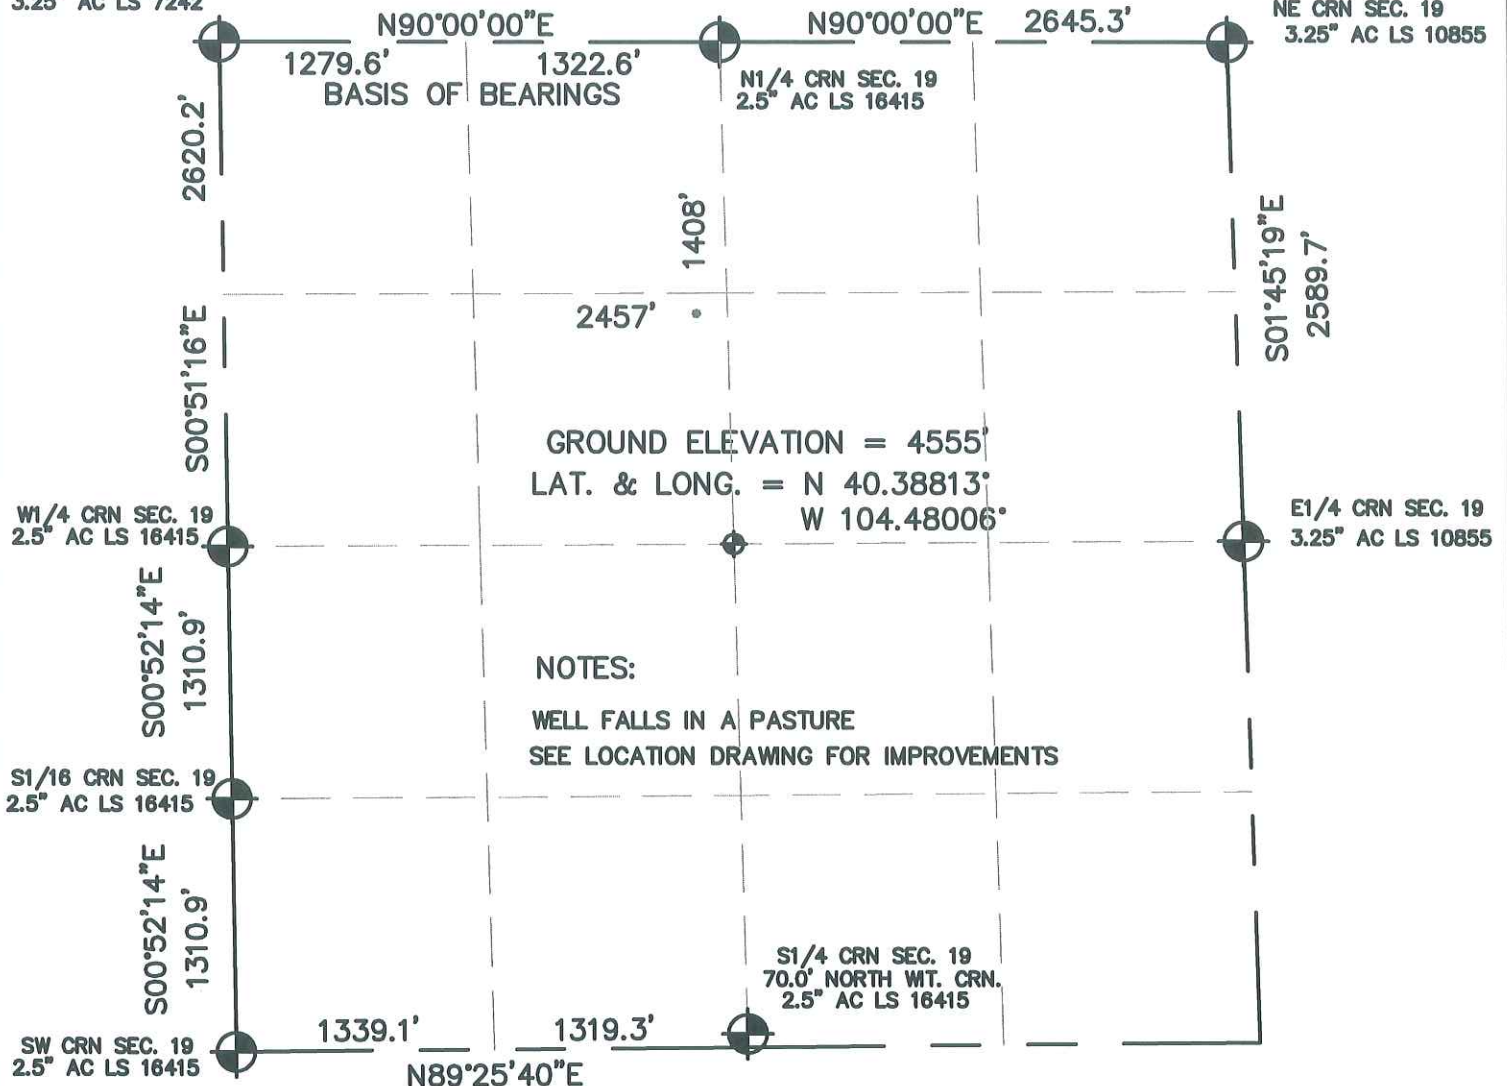 3.25" AC LS 7242
N90°00'00"E
N90°00'00"E
2645.3'
NE CRN SEC. 19
3.25" AC LS 10855
1279.6'
1322.6'
BASIS OF BEARINGS
N1/4 CRN SEC. 19
2.5" AC LS 16415
2620.2'
S00°51'16"E
1408'
2457'
S01°45'19"E
2589.7'
GROUND ELEVATION = 4555'
LAT. & LONG. = N 40.38813°
W 104.48006°
W1/4 CRN SEC. 19
2.5" AC LS 16415
E1/4 CRN SEC. 19
3.25" AC LS 10855
S00°52'14"E
1310.9'
NOTES:
WELL FALLS IN A PASTURE
SEE LOCATION DRAWING FOR IMPROVEMENTS
S1/16 CRN SEC. 19
2.5" AC LS 16415
S00°52'14"E
1310.9'
S1/4 CRN SEC. 19
70.0' NORTH WIT. CRN.
2.5" AC LS 16415
SW CRN SEC. 19
2.5" AC LS 16415
1339.1'
1319.3'
N89°25'40"E